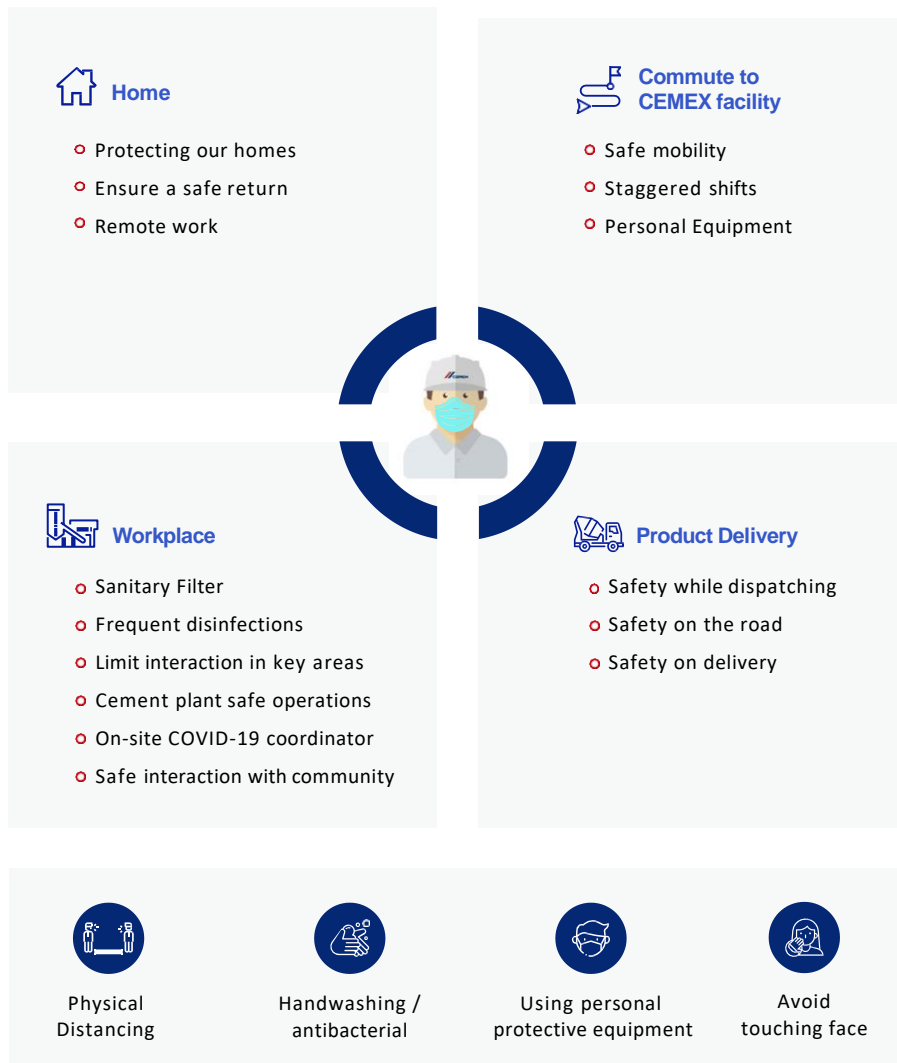 Home
Protecting our homes
Ensure a safe return
Remote work
Commute to
CEMEX facility
Safe mobility
Staggered shifts
Personal Equipment
CEMEX
Workplace
Sanitary Filter
Frequent disinfections
Limit interaction in key areas
Cement plant safe operations
On-site COVID-19 coordinator
Safe interaction with community
Product Delivery
Safety while dispatching
Safety on the road
Safety on delivery
Physical
Distancing
Handwashing /
antibacterial
Using personal
protective equipment
Avoid
touching face